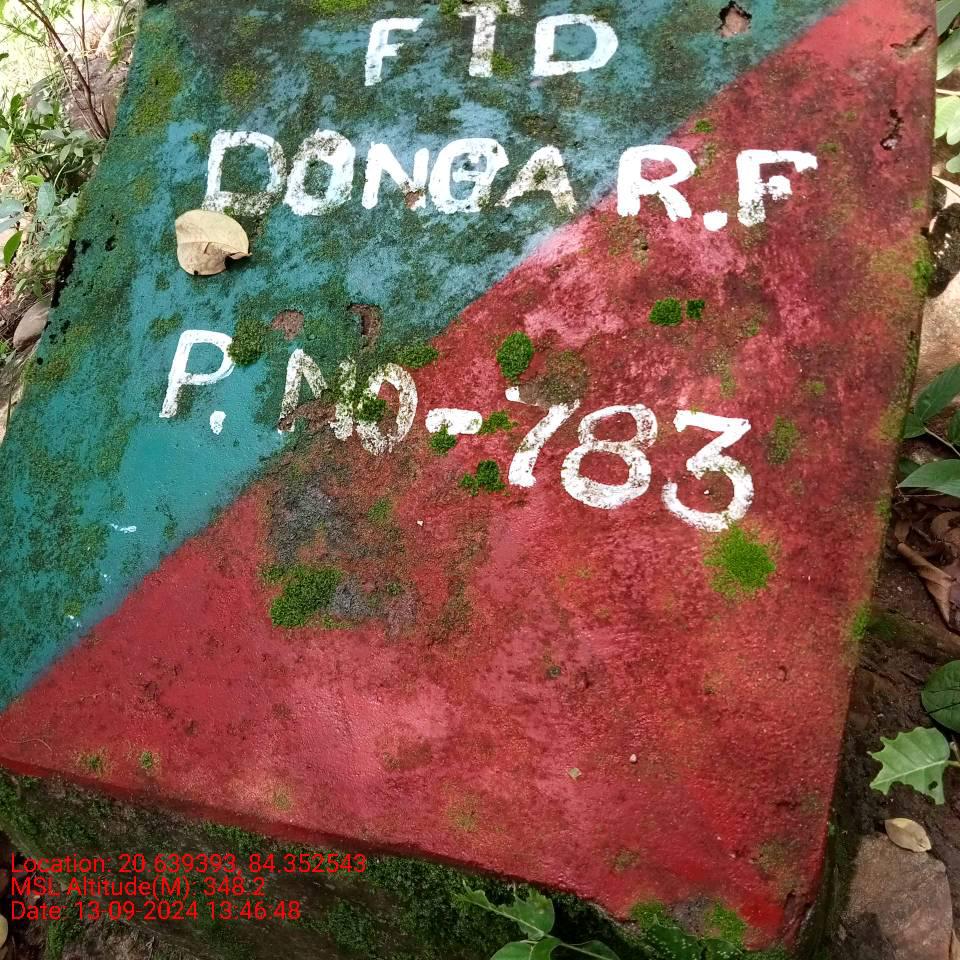 FTD
DONGA R.F
P. NO-783
Location: 20.639393, 84.352543
MSL Altitude(M): 348.2
Date: 13-09-2024 13:46:48